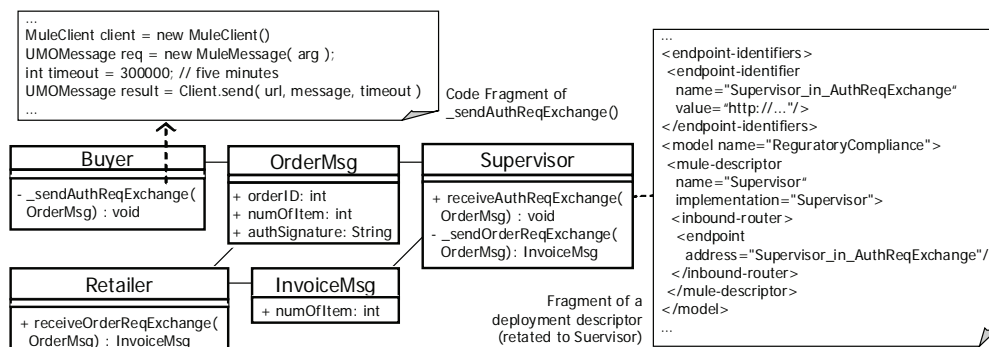 ...
MuleClient client = new MuleClient()
UMOMessage req = new MuleMessage( arg );
int timeout = 300000; // five minutes
UMOMessage result = Client.send( url, message, timeout )
...
Code Fragment of
_sendAuthReqExchange()
Buyer
- _sendAuthReqExchange(
OrderMsg) : void
OrderMsg
+ orderID: int
+ numOfItem: int
+ authSignature: String
Supervisor
+ receiveAuthReqExchange(
OrderMsg) : void
- _sendOrderReqExchange(
OrderMsg): InvoiceMsg
Retailer
+ receiveOrderReqExchange(
OrderMsg) : InvoiceMsg
InvoiceMsg
+ numOfItem: int
Fragment of a
deployment descriptor
(retated to Suervisor)
...
<endpoint-identifiers>
<endpoint-identifier
name="Supervisor_in_AuthReqExchange“
value=“http://..."/>
</endpoint-identifiers>
<model name="ReguratoryCompliance">
<mule-descriptor
name="Supervisor“
implementation="Supervisor">
<inbound-router>
<endpoint
address="Supervisor_in_AuthReqExchange"/
</inbound-router>
</mule-descriptor>
</model>
...